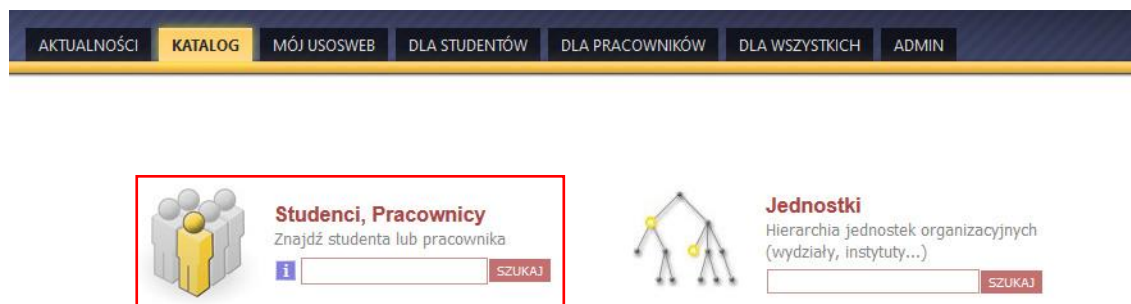 AKTUALNOŚCI KATALOG MÓJ USOSWEB DLA STUDENTÓW DLA PRACOWNIKÓW DLA WSZYSTKICH ADMIN
Studenci, Pracownicy
Znajdź studenta lub pracownika
i SZUKAJ
Jednostki
Hierarchia jednostek organizacyjnych
(wydziały, instytuty...)
SZUKAJ